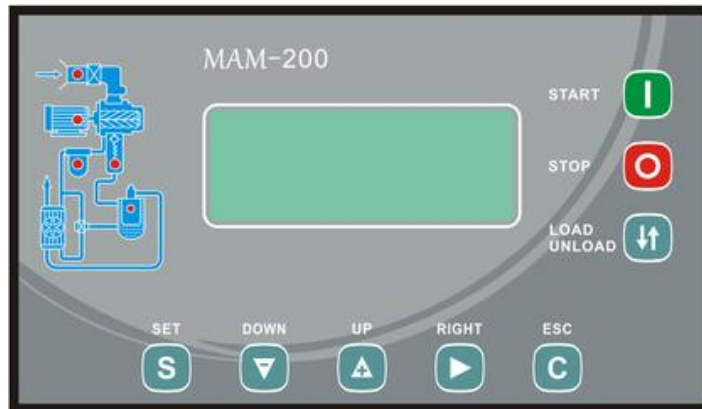 MAM-200
START
STOP
LOAD
UNLOAD
SET
DOWN
UP
RIGHT
ESC
S
C